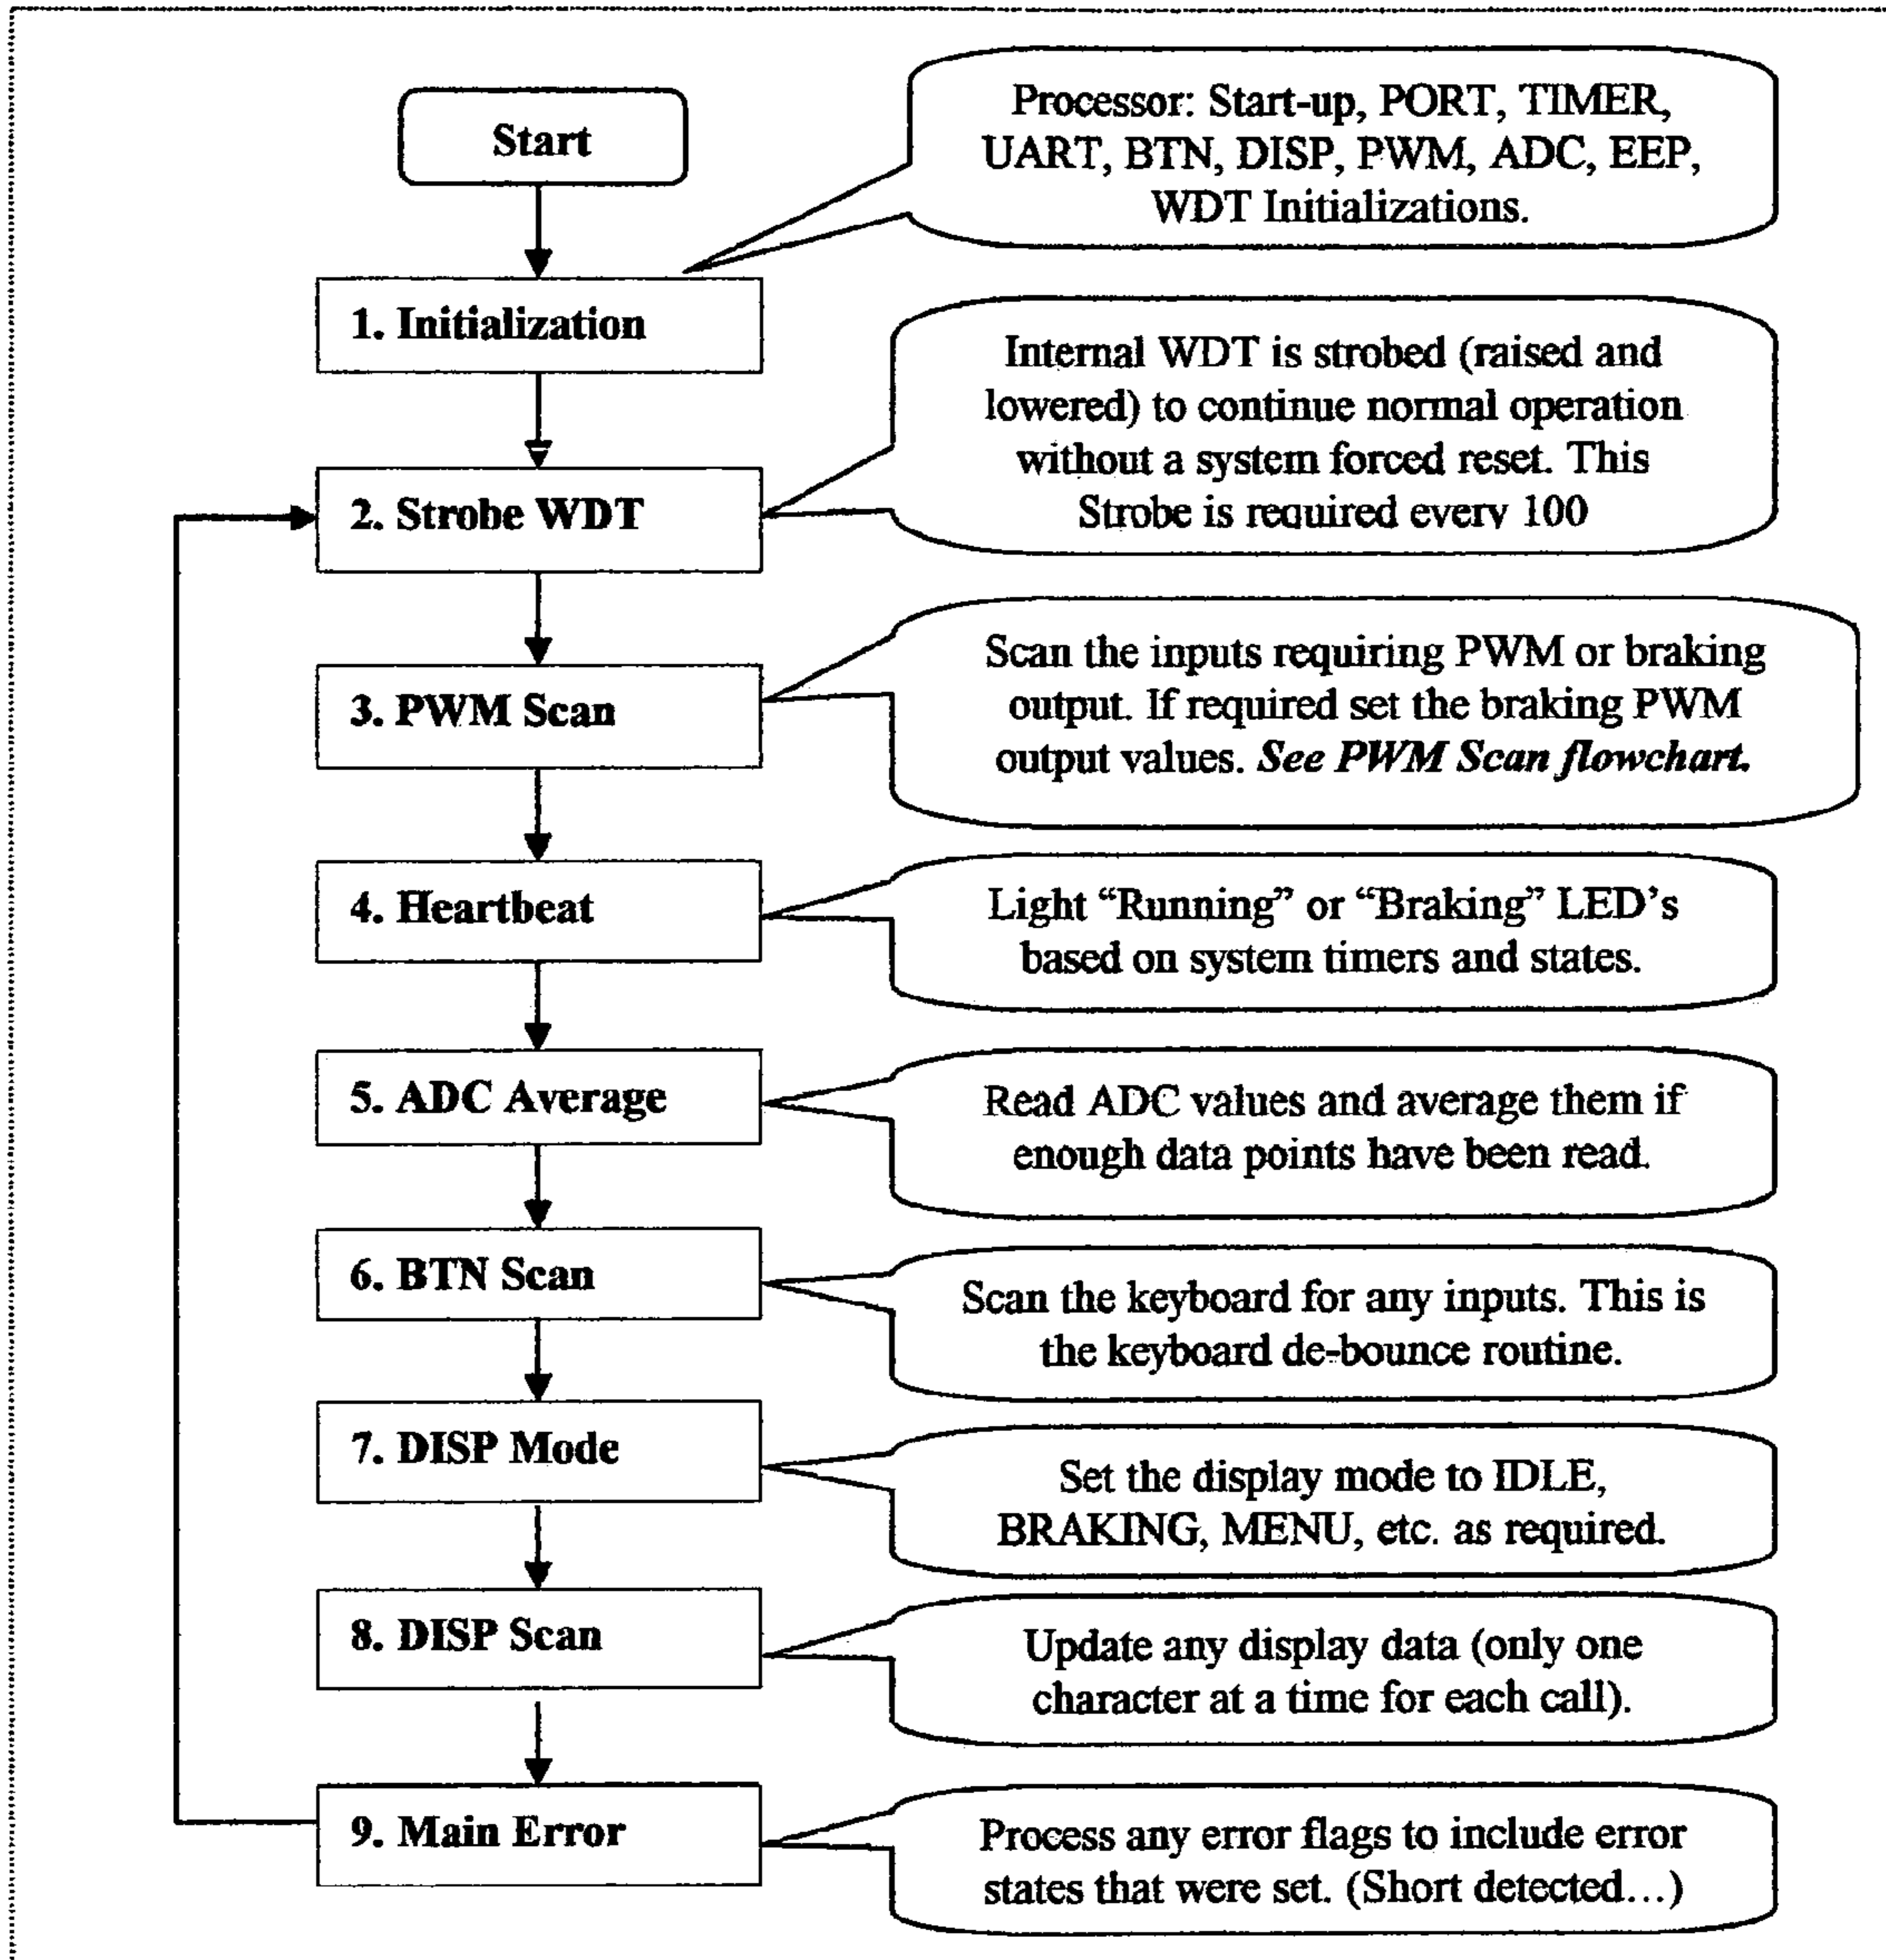 Start
Processor: Start-up, PORT, TIMER,
UART, BTN, DISP, PWM, ADC, EEP,
WDT Initializations.
1. Initialization
Internal WDT is strobed (raised and
lowered) to continue normal operation
without a system forced reset. This
Strobe is required every 100
2. Strobe WDT
Scan the inputs requiring PWM or braking
output. If required set the braking PWM
output values. See PWM Scan flowchart.
3. PWM Scan
4. Heartbeat
Light “Running” or “Braking” LED’s
based on system timers and states.
5. ADC Average
Read ADC values and average them if
enough data points have been read.
6. BTN Scan
Scan the keyboard for any inputs. This is
the keyboard de-bounce routine.
7. DISP Mode
Set the display mode to IDLE,
BRAKING, MENU, etc. as required.
8. DISP Scan
Update any display data (only one
character at a time for each call).
9. Main Error
Process any error flags to include error
states that were set. (Short detected…)